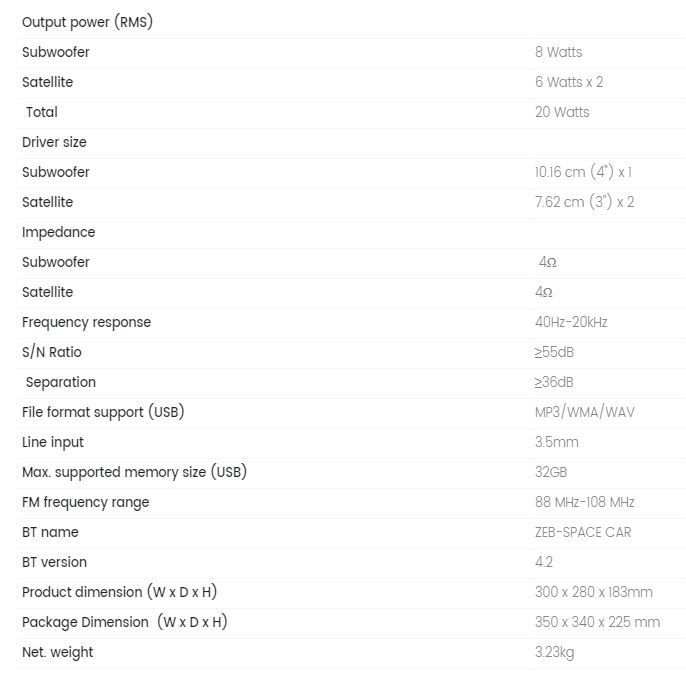 Output power (RMS)
Subwoofer 8 Watts
Satellite 6 Watts x 2
Total 20 Watts
Driver size
Subwoofer 10.16 cm (4") x 1
Satellite 7.62 cm (3") x 2
Impedance
Subwoofer 4Ω
Satellite 4Ω
Frequency response 40Hz-20kHz
S/N Ratio ≥55dB
Separation ≥36dB
File format support (USB) MP3/WMA/WAV
Line input 3.5mm
Max. supported memory size (USB) 32GB
FM frequency range 88 MHz-108 MHz
BT name ZEB-SPACE CAR
BT version 4.2
Product dimension (W x D x H) 300 x 280 x 183mm
Package Dimension (W x D x H) 350 x 340 x 225 mm
Net. weight 3.23kg